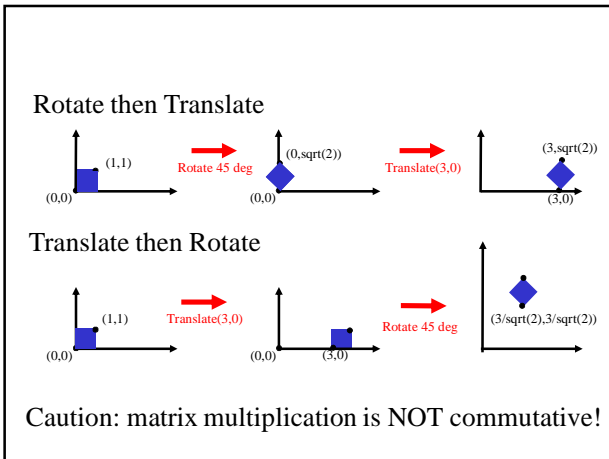 Rotate then Translate
(1,1)
(0,0)
Rotate 45 deg
(0,sqrt(2))
(0,0)
Translate(3,0)
(3,sqrt(2))
(3,0)
Translate then Rotate
(1,1)
(0,0)
Translate(3,0)
(0,0)
(3,0)
Rotate 45 deg
(3/sqrt(2),3/sqrt(2))
Caution: matrix multiplication is NOT commutative!